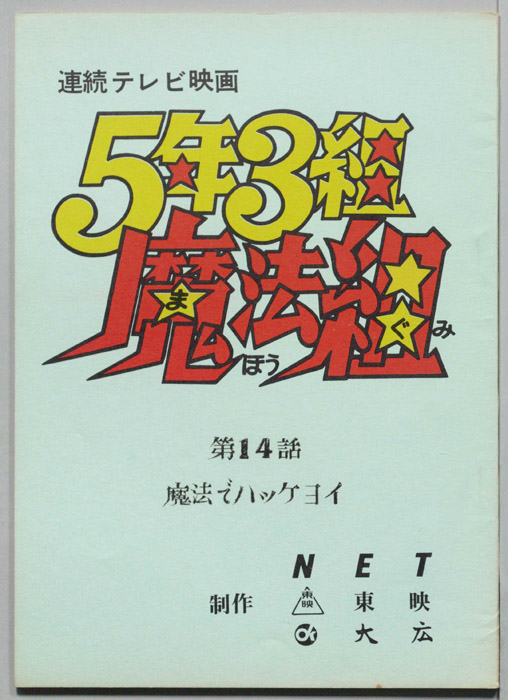 連続テレビ映画
5年3組
魔法組
まほうぐみ
第14話
魔法でハッケヨイ
NET
制作 東映 東映
OK 大広